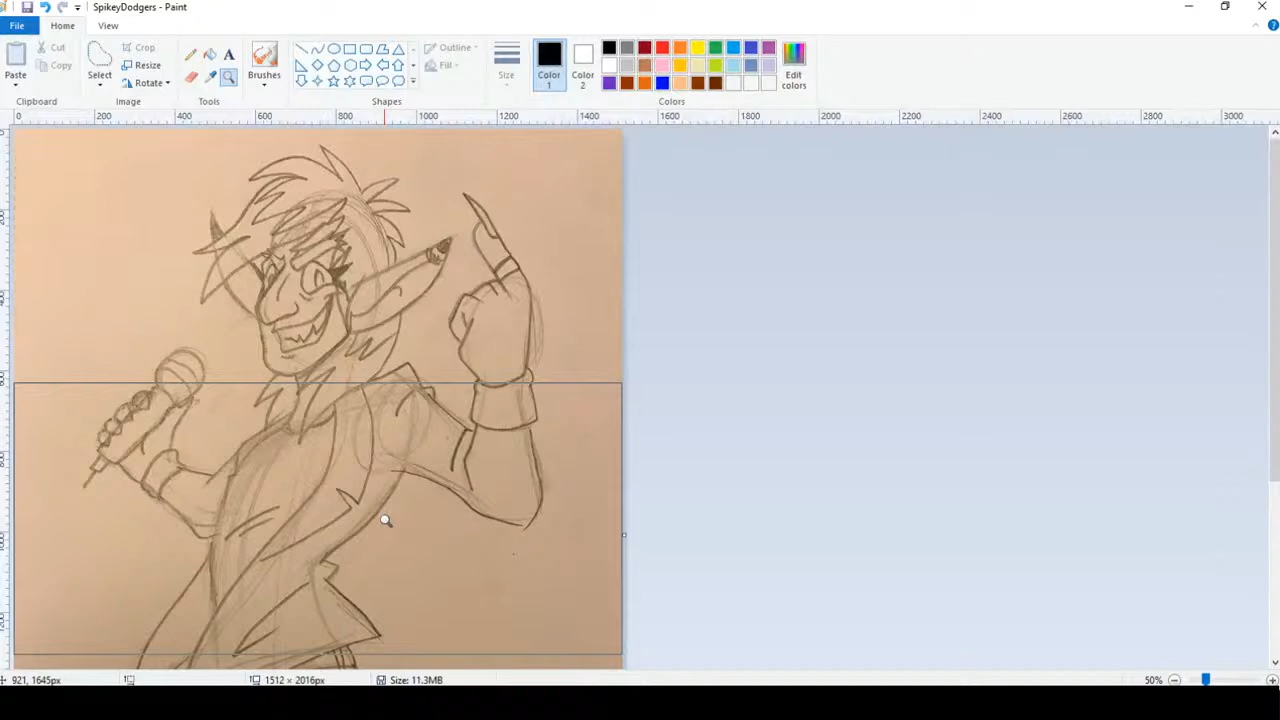 SpikeyDodgers - Paint
File Home View
Paste Cut Copy Select Crop Resize Rotate A Brushes Outline Fill Size Color 1 Color 2 Edit colors
Clipboard Image Tools Shapes Colors
0 200 400 600 800 1000 1200 1400 1600 1800 2000 2200 2400 2600 2800 3000
921, 1645px 1512 × 2016px Size: 11.3MB 50%